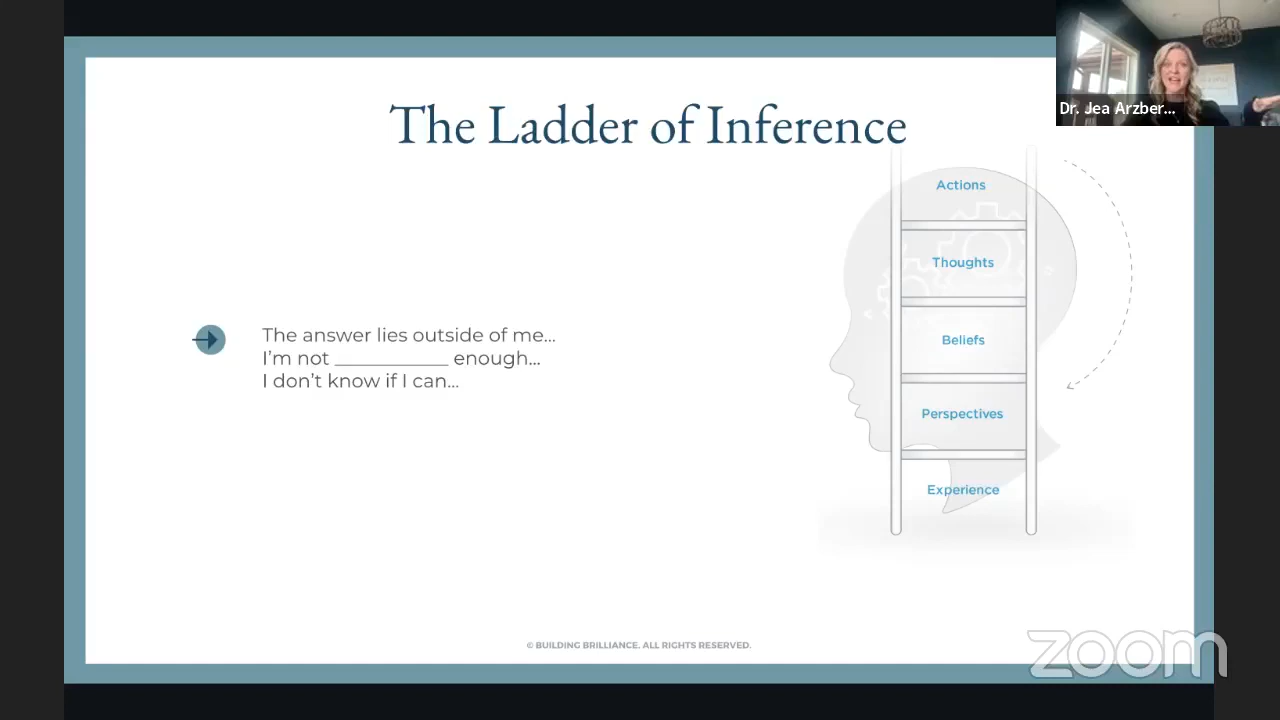 Dr. Jea Arzber...
The Ladder of Inference
Actions
Thoughts
The answer lies outside of me...
I'm not __________ enough...
I don't know if I can...
Beliefs
Perspectives
Experience
© BUILDING BRILLIANCE. ALL RIGHTS RESERVED.
zoom